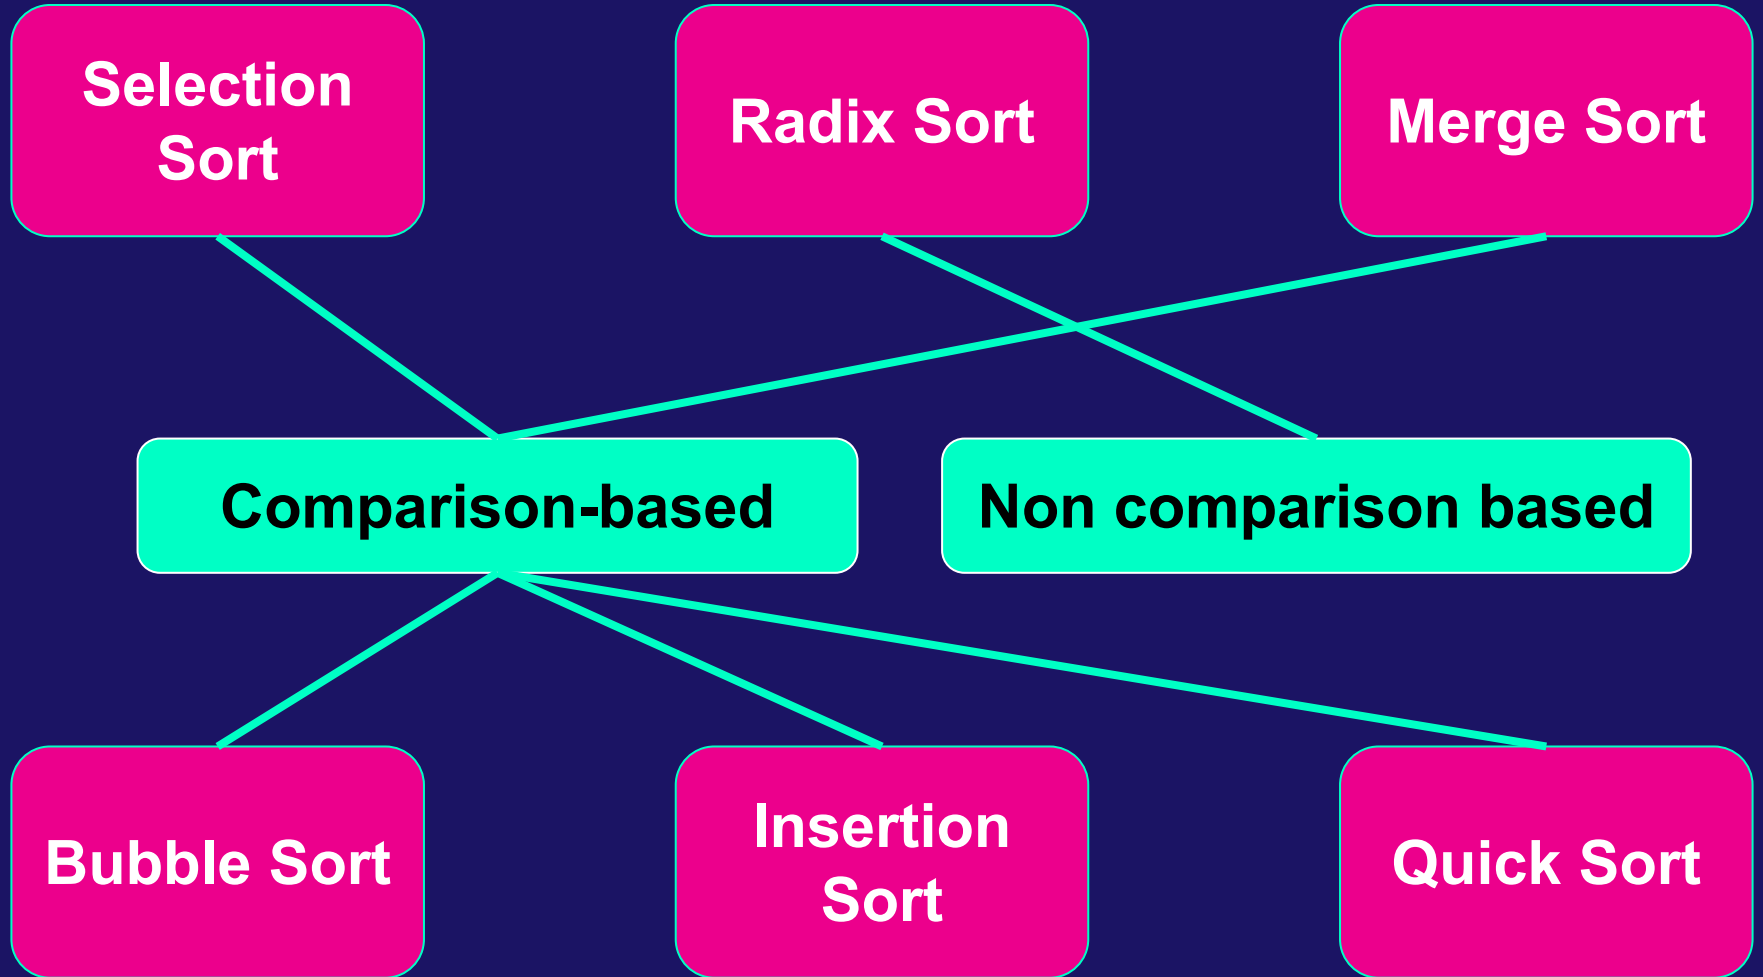 Selection
Sort
Radix Sort
Merge Sort
Comparison-based
Non comparison based
Bubble Sort
Insertion
Sort
Quick Sort